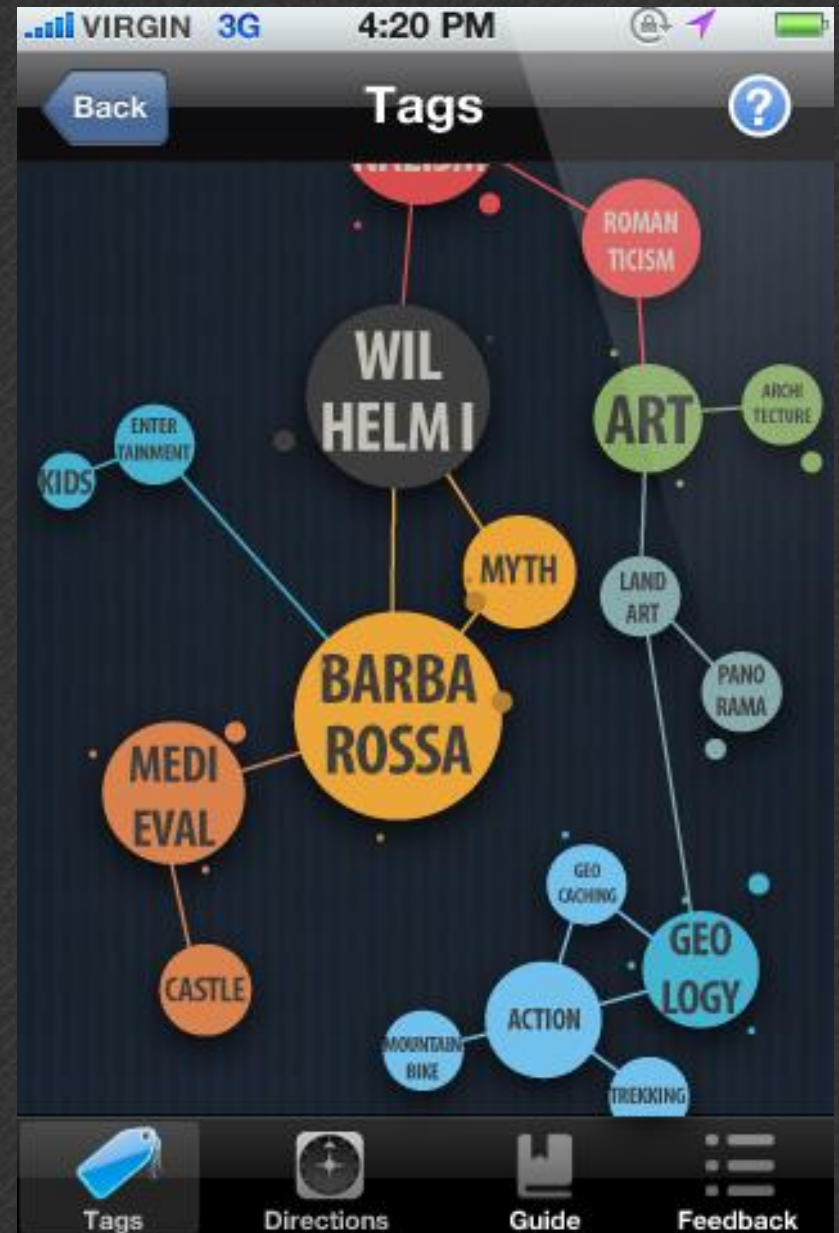 VIRGIN 3G 4:20 PM
Back Tags ?
ROMAN
TICISM
WIL
HELM I
ART
ARCHI
TECTURE
ENTER
TAINMENT
KIDS
MYTH
LAND
ART
BARBA
ROSSA
PANO
RAMA
MEDI
EVAL
GEO
CACHING
GEO
LOGY
CASTLE
ACTION
MOUNTAIN
BIKE
TREKKING
Tags Directions Guide Feedback